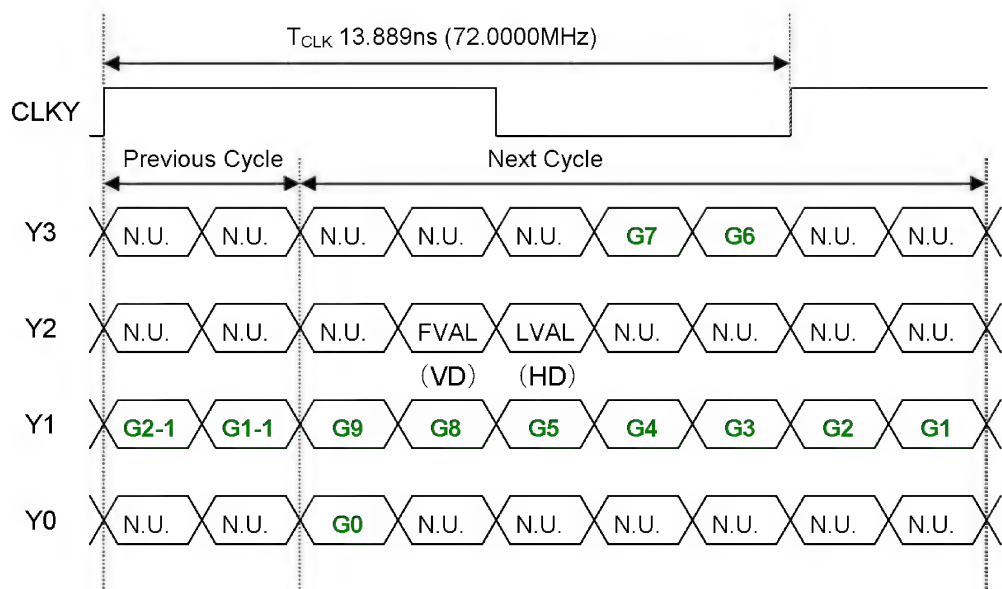 TCLK 13.889ns (72.0000MHz)
CLKY
Previous Cycle Next Cycle
Y3 N.U. N.U. N.U. N.U. N.U. G7 G6 N.U. N.U.
Y2 N.U. N.U. N.U. FVAL LVAL N.U. N.U. N.U. N.U.
(VD) (HD)
Y1 G2-1 G1-1 G9 G8 G5 G4 G3 G2 G1
Y0 N.U. N.U. G0 N.U. N.U. N.U. N.U. N.U. N.U.